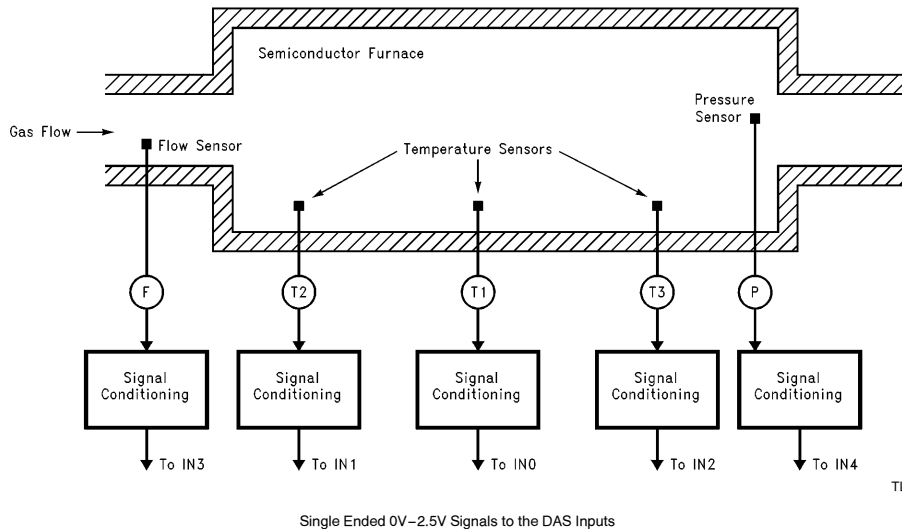 Semiconductor Furnace
Pressure
Sensor
Gas Flow
Flow Sensor
Temperature Sensors
F
T2
T1
T3
P
Signal
Conditioning
Signal
Conditioning
Signal
Conditioning
Signal
Conditioning
Signal
Conditioning
To IN3
To IN1
To IN0
To IN2
To IN4
TL
Single Ended 0V–2.5V Signals to the DAS Inputs